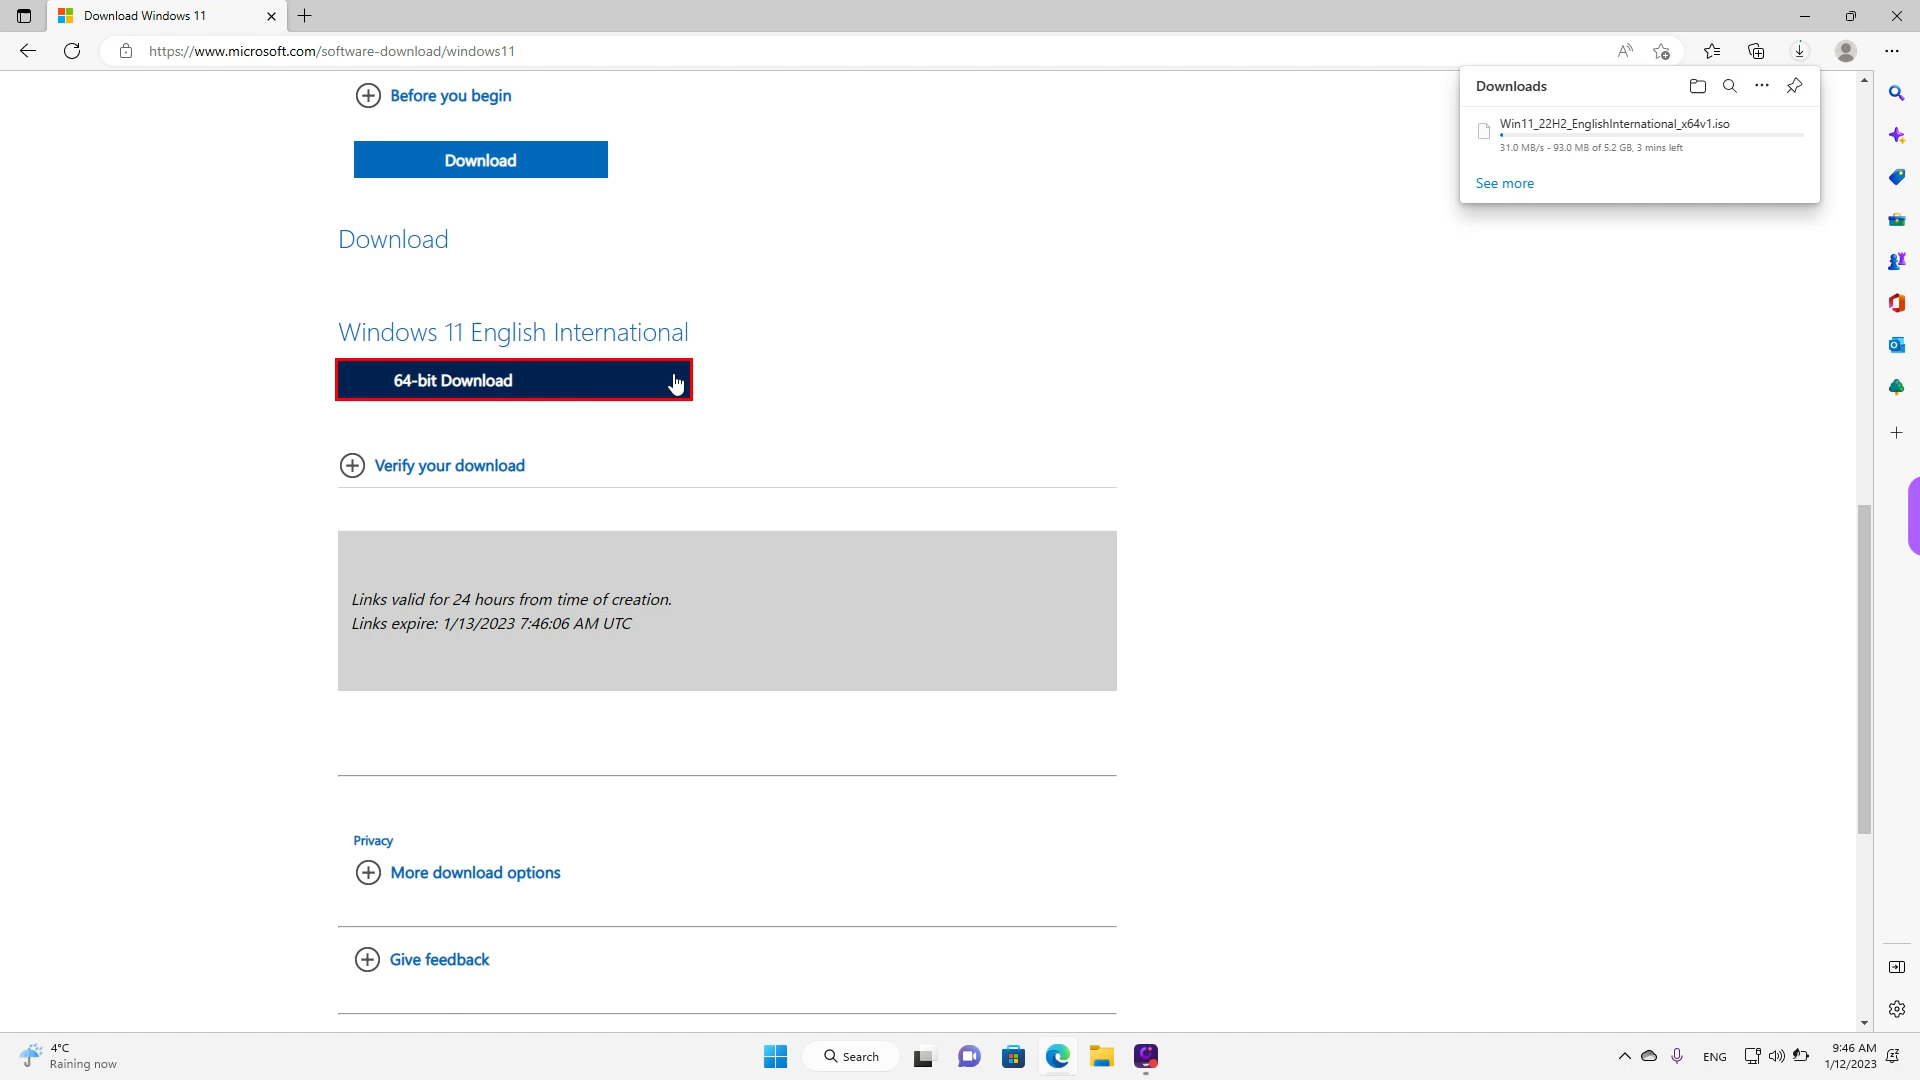 Download Windows 11
https://www.microsoft.com/software-download/windows11
Downloads
Win11_22H2_EnglishInternational_x64v1.iso
31.0 MB/s - 93.0 MB of 5.2 GB, 3 mins left
See more
Before you begin
Download
Download
Windows 11 English International
64-bit Download
Verify your download
Links valid for 24 hours from time of creation.
Links expire: 1/13/2023 7:46:06 AM UTC
Privacy
More download options
Give feedback
4°C
Raining now
Search
ENG
9:46 AM
1/12/2023